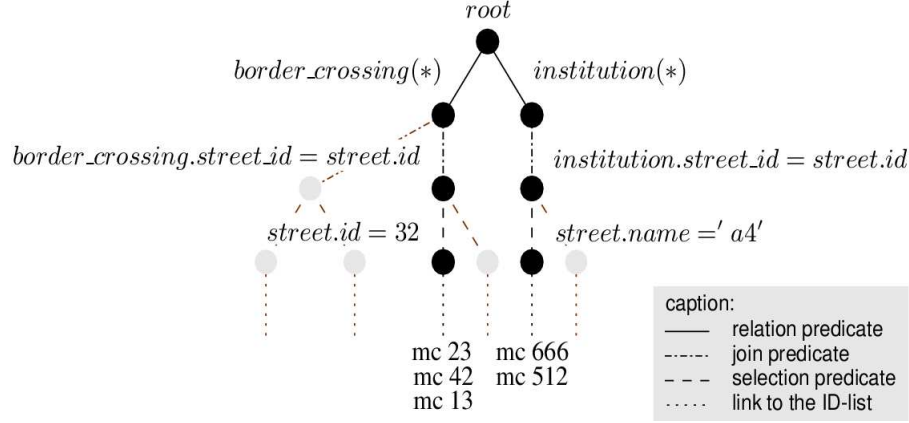 root
border_crossing(∗) institution(∗)
border_crossing.street_id = street.id institution.street_id = street.id
street.id = 32 street.name =' a4'
mc 23 mc 666
mc 42 mc 512
mc 13
caption:
relation predicate
join predicate
selection predicate
link to the ID-list